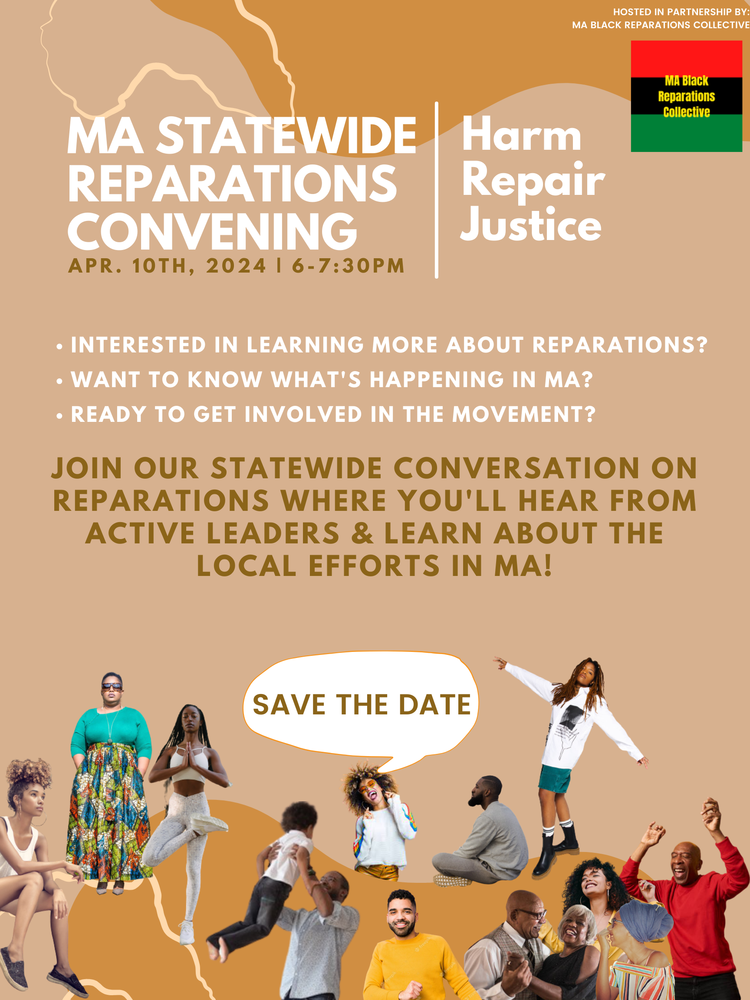 HOSTED IN PARTNERSHIP BY:
MA BLACK REPARATIONS COLLECTIVE
MA Black
Reparations
Collective
MA STATEWIDE
REPARATIONS
CONVENING
APR. 10TH, 2024 | 6-7:30PM
Harm
Repair
Justice
• INTERESTED IN LEARNING MORE ABOUT REPARATIONS?
• WANT TO KNOW WHAT'S HAPPENING IN MA?
• READY TO GET INVOLVED IN THE MOVEMENT?
JOIN OUR STATEWIDE CONVERSATION ON
REPARATIONS WHERE YOU'LL HEAR FROM
ACTIVE LEADERS & LEARN ABOUT THE
LOCAL EFFORTS IN MA!
SAVE THE DATE
freepik
freepik
freepik